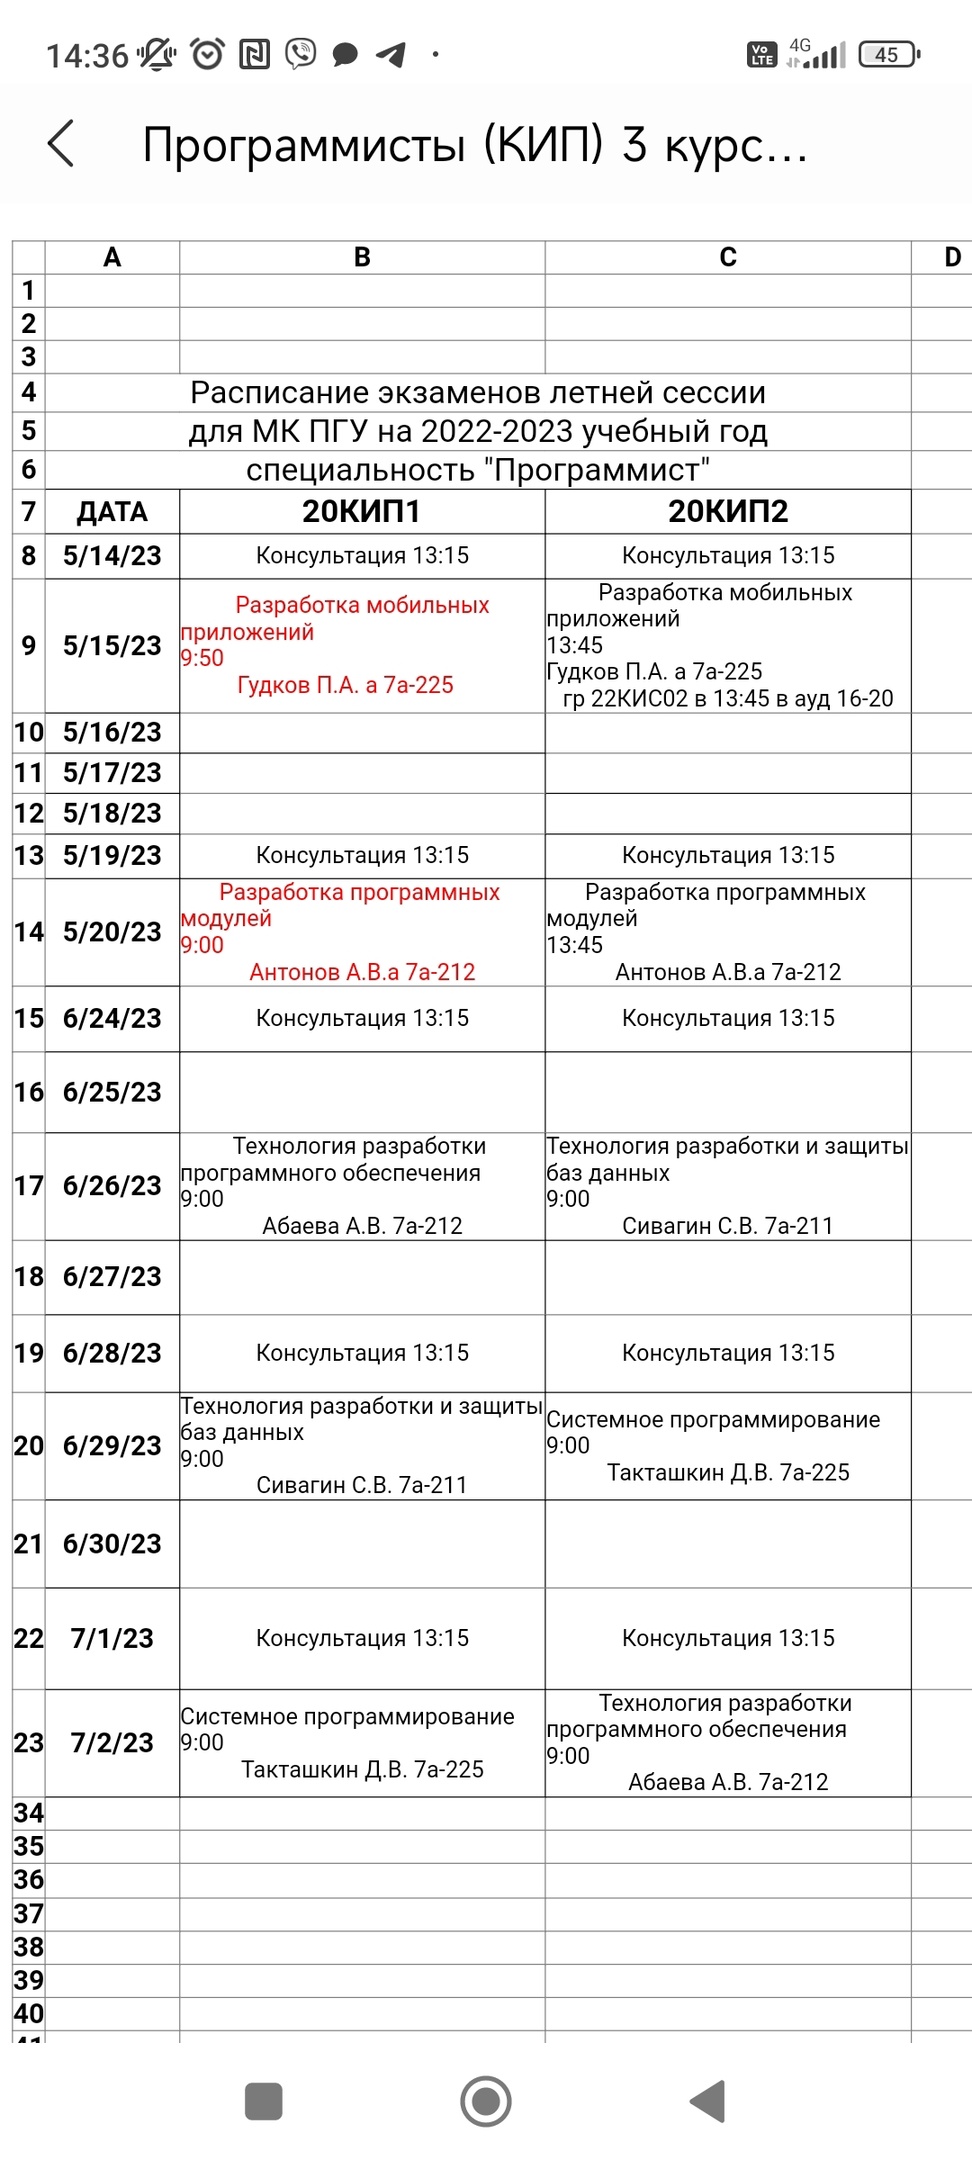 14:36
Vo LTE 4G 45
Программисты (КИП) 3 курс...
A B C D
1
2
3
4 Расписание экзаменов летней сессии
5 для МК ПГУ на 2022-2023 учебный год
6 специальность "Программист"
7 ДАТА 20КИП1 20КИП2
8 5/14/23 Консультация 13:15 Консультация 13:15
9 5/15/23
Разработка мобильных
приложений
9:50
Гудков П.А. а 7а-225
Разработка мобильных
приложений
13:45
Гудков П.А. а 7а-225
гр 22КИС02 в 13:45 в ауд 16-20
10 5/16/23
11 5/17/23
12 5/18/23
13 5/19/23 Консультация 13:15 Консультация 13:15
14 5/20/23
Разработка программных
модулей
9:00
Антонов А.В.а 7а-212
Разработка программных
модулей
13:45
Антонов А.В.а 7а-212
15 6/24/23 Консультация 13:15 Консультация 13:15
16 6/25/23
17 6/26/23
Технология разработки
программного обеспечения
9:00
Абаева А.В. 7а-212
Технология разработки и защиты
баз данных
9:00
Сивагин С.В. 7а-211
18 6/27/23
19 6/28/23 Консультация 13:15 Консультация 13:15
20 6/29/23
Технология разработки и защиты
баз данных
9:00
Сивагин С.В. 7а-211
Системное программирование
9:00
Такташкин Д.В. 7а-225
21 6/30/23
22 7/1/23 Консультация 13:15 Консультация 13:15
23 7/2/23
Системное программирование
9:00
Такташкин Д.В. 7а-225
Технология разработки
программного обеспечения
9:00
Абаева А.В. 7а-212
34
35
36
37
38
39
40
41